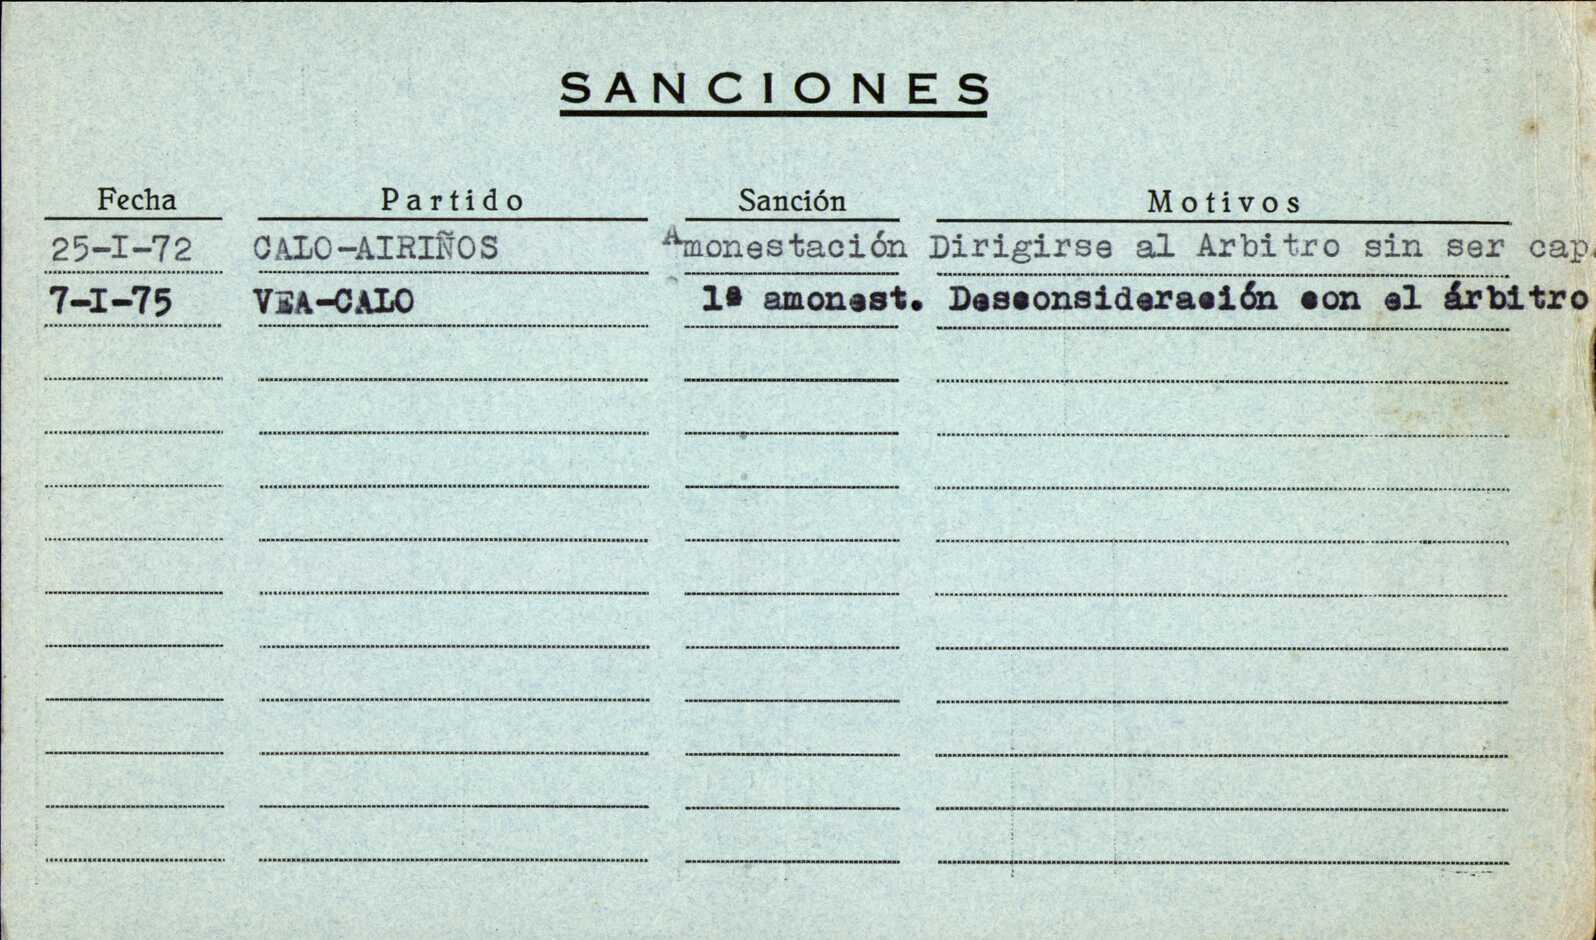 SANCIONES
Fecha Partido Sanción Motivos
25-I-72 CALO-AIRIÑOS Amonestación Dirigirse al Arbitro sin ser cap.
7-I-75 VEA-CALO 1ª amonest. Desconsideración con el árbitro